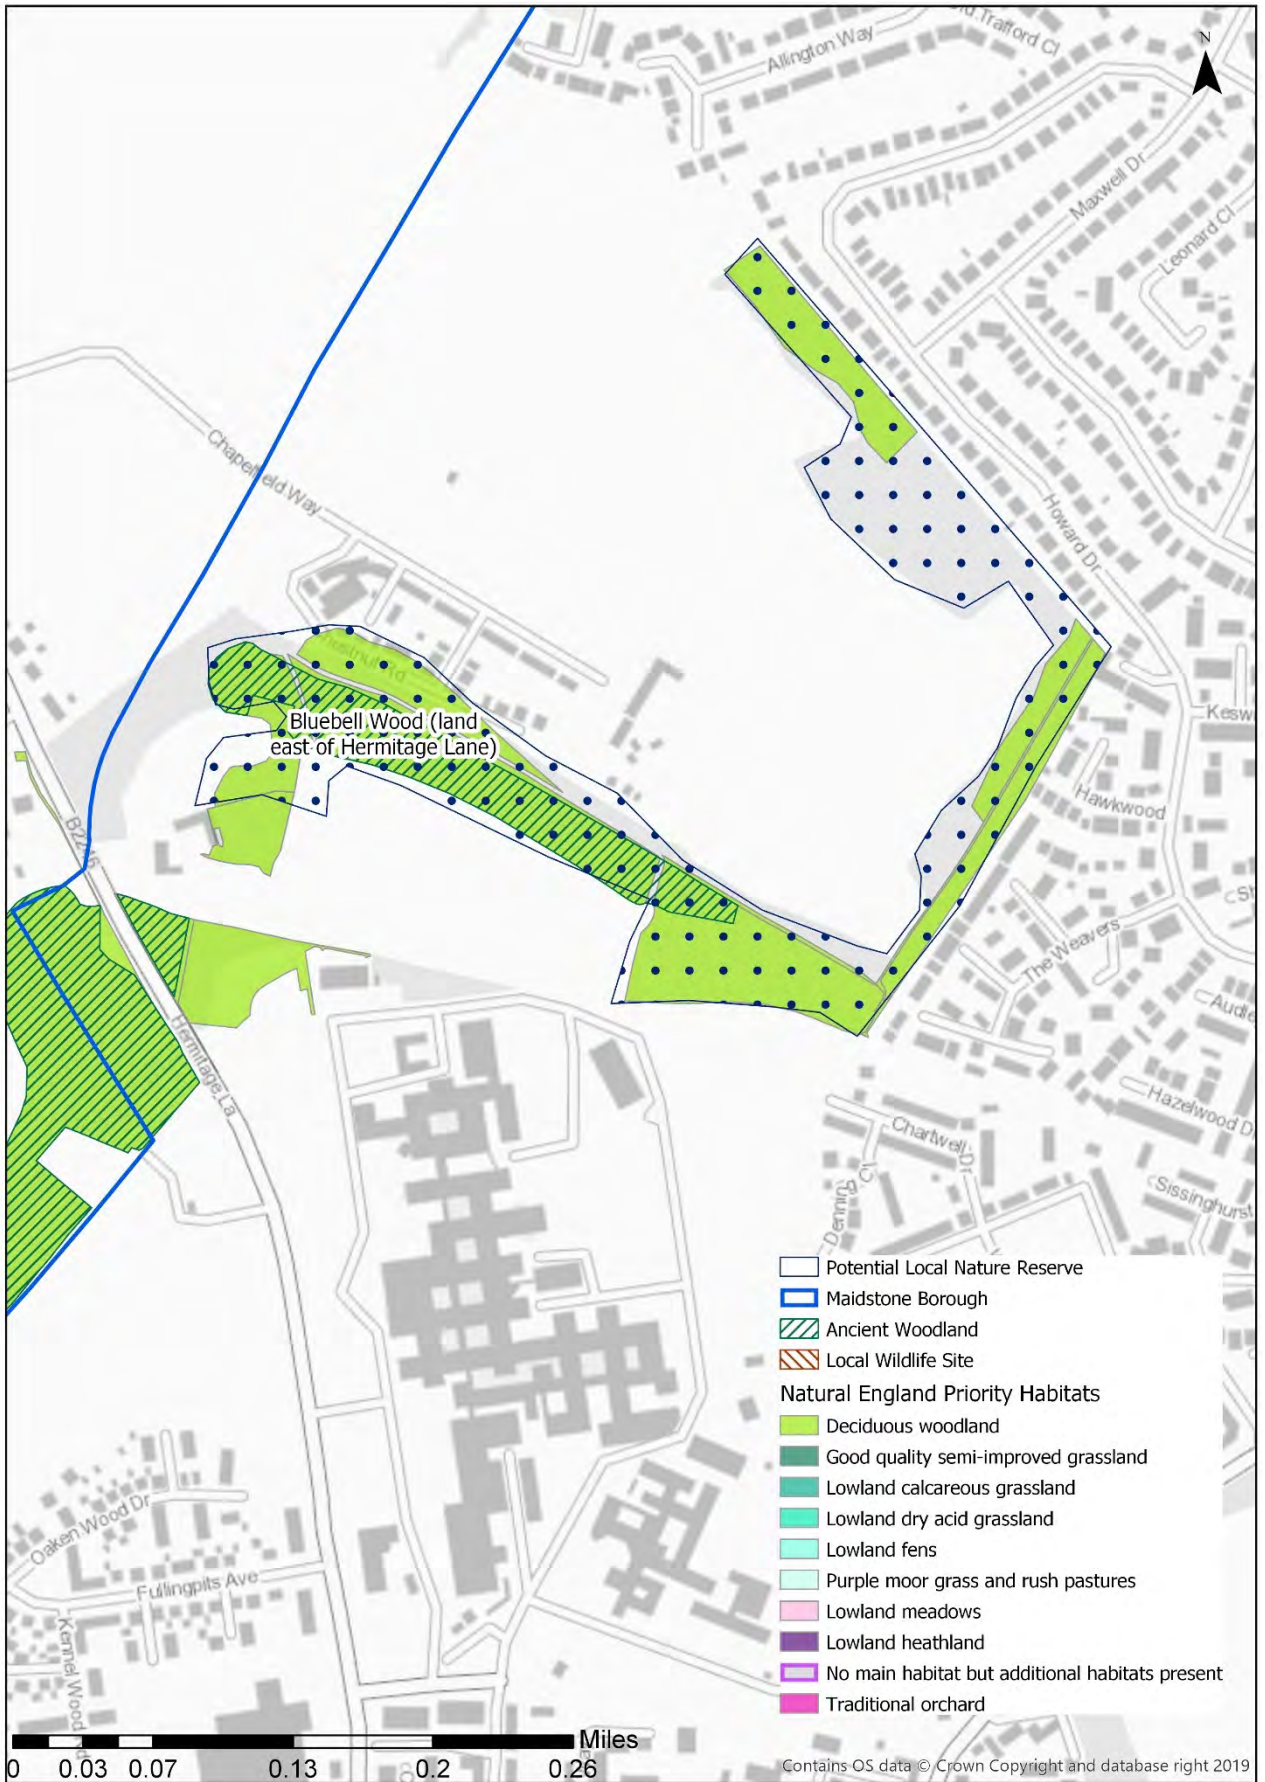 Allington Way
Trafford Cl
N
Maxwell Dr
Leonard Cl
Chapelfield Way
Howard Dr
Bluebell Wood (land
east of Hermitage Lane)
Hawkwood
B2246
The Weavers
Hermitage La
Hazelwood D
Chartwell Dr
Denning Cl
Sissinghurst
Potential Local Nature Reserve
Maidstone Borough
Ancient Woodland
Local Wildlife Site
Natural England Priority Habitats
Deciduous woodland
Good quality semi-improved grassland
Lowland calcareous grassland
Lowland dry acid grassland
Lowland fens
Purple moor grass and rush pastures
Lowland meadows
Lowland heathland
No main habitat but additional habitats present
Traditional orchard
Oaken Wood Dr
Fullingpits Ave
Kennel Wood
Miles
0 0.03 0.07 0.13 0.2 0.26
Contains OS data © Crown Copyright and database right 2019